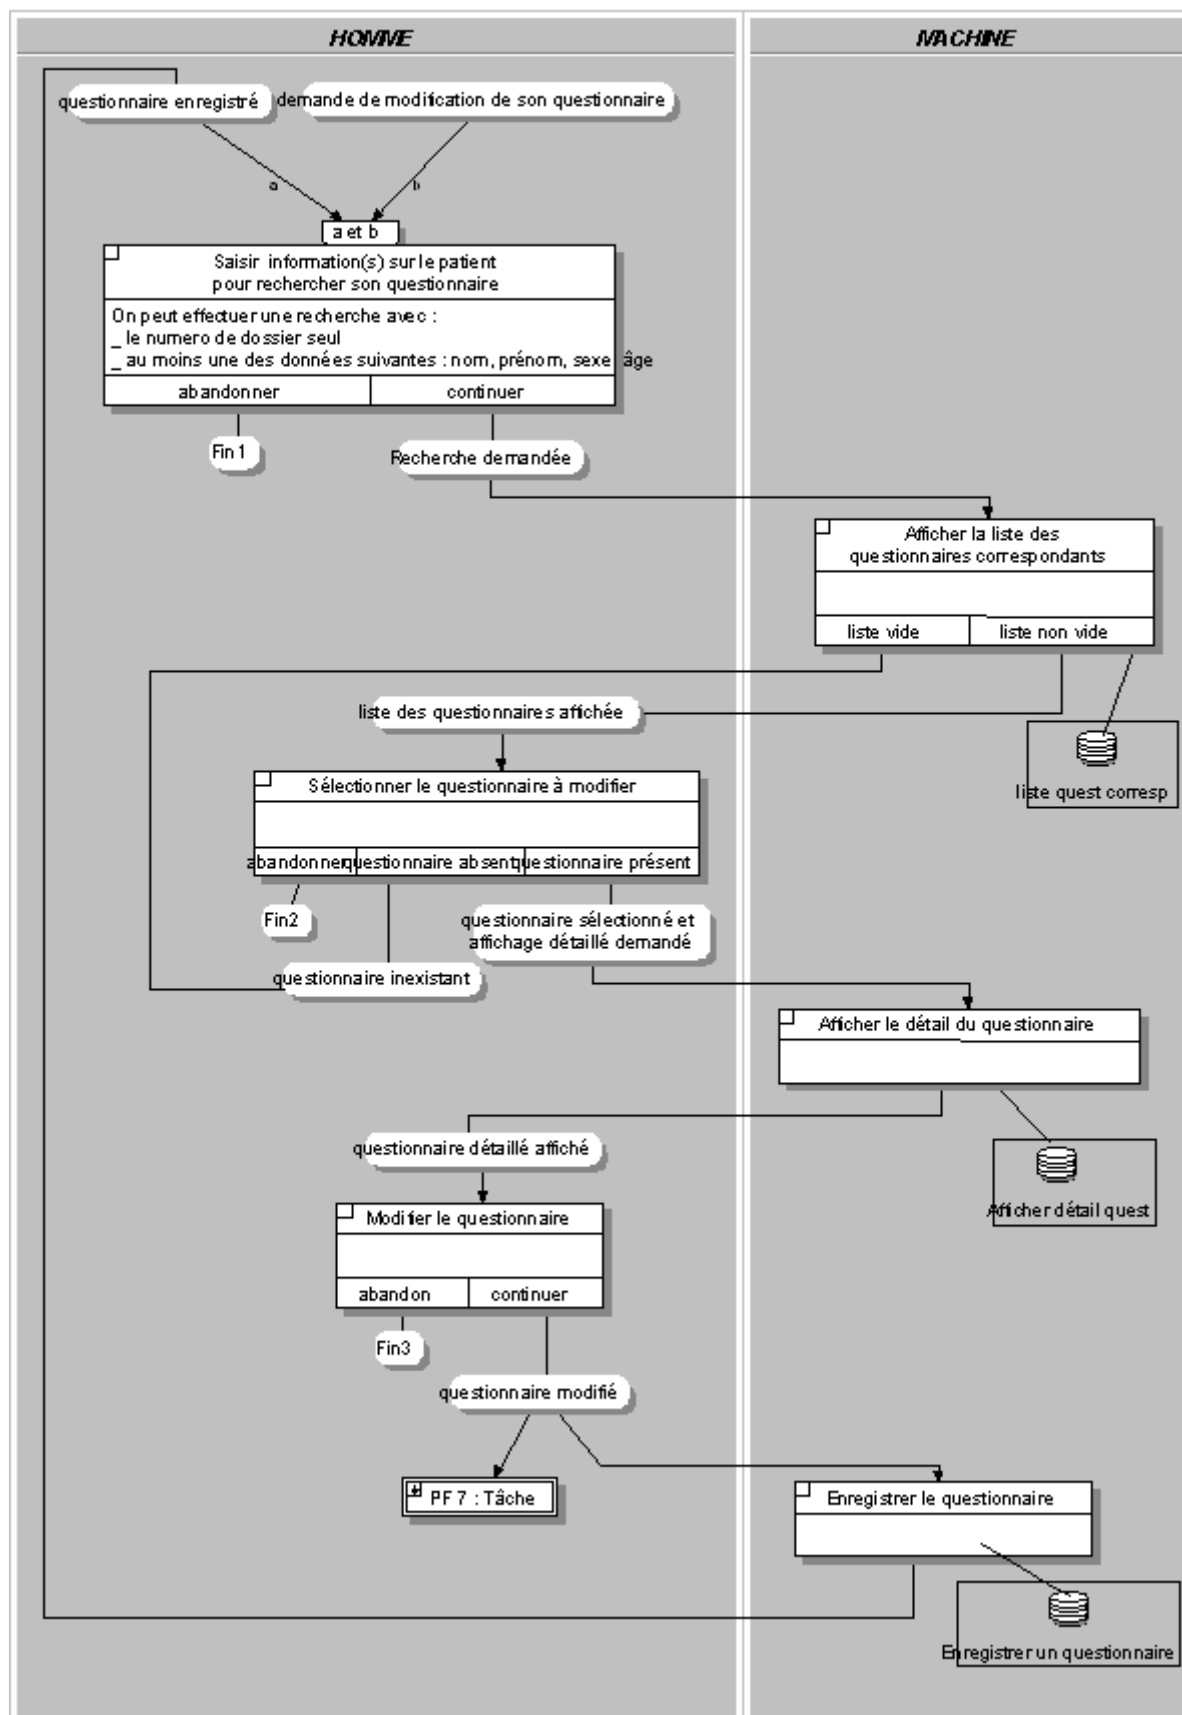 HOMME
MACHINE
questionnaire enregistré
demande de modification de son questionnaire
a
b
a et b
Saisir information(s) sur le patient
pour rechercher son questionnaire
On peut effectuer une recherche avec :
_ le numero de dossier seul
_ au moins une des données suivantes : nom, prénom, sexe, âge
abandonner
continuer
Fin1
Recherche demandée
Afficher la liste des
questionnaires correspondants
liste vide
liste non vide
liste des questionnaires affichée
liste quest corresp
Sélectionner le questionnaire à modifier
abandonner
questionnaire absent
questionnaire présent
Fin2
questionnaire sélectionné et
affichage détaillé demandé
questionnaire inexistant
Afficher le détail du questionnaire
questionnaire détaillé affiché
Afficher détail quest
Modifier le questionnaire
abandon
continuer
Fin3
questionnaire modifié
PF7 : Tâche
Enregistrer le questionnaire
Enregistrer un questionnaire